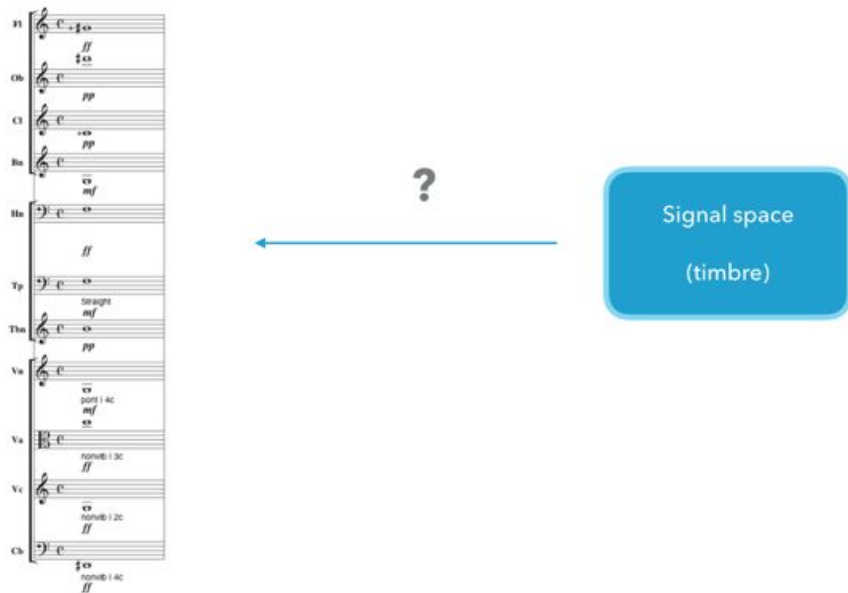 Fl
ff
Ob
pp
Cl
pp
Bn
mf
?
Hn
ff
Signal space
(timbre)
Tp
Straight
mf
Tbn
pp
Vn
pont | 4c
mf
Va
nonvib | 3c
ff
Vc
nonvib | 2c
ff
Cb
nonvib | 4c
ff